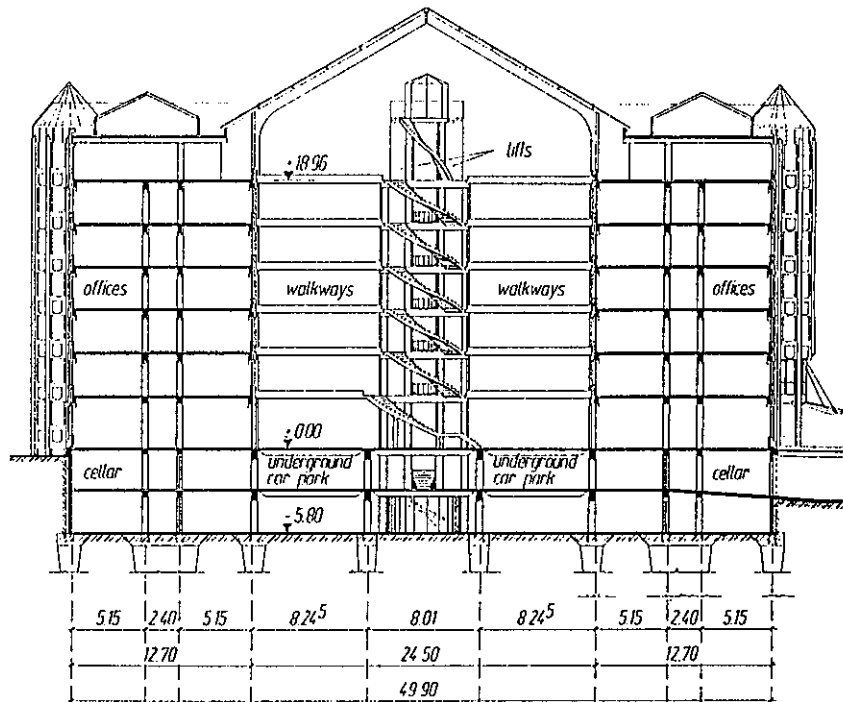 lifts
+18.96
offices
walkways
walkways
offices
±0.00
cellar
underground
car park
underground
car park
cellar
-5.80
5.15 2.40 5.15 8.24⁵ 8.01 8.24⁵ 5.15 2.40 5.15
12.70 24.50 12.70
49.90